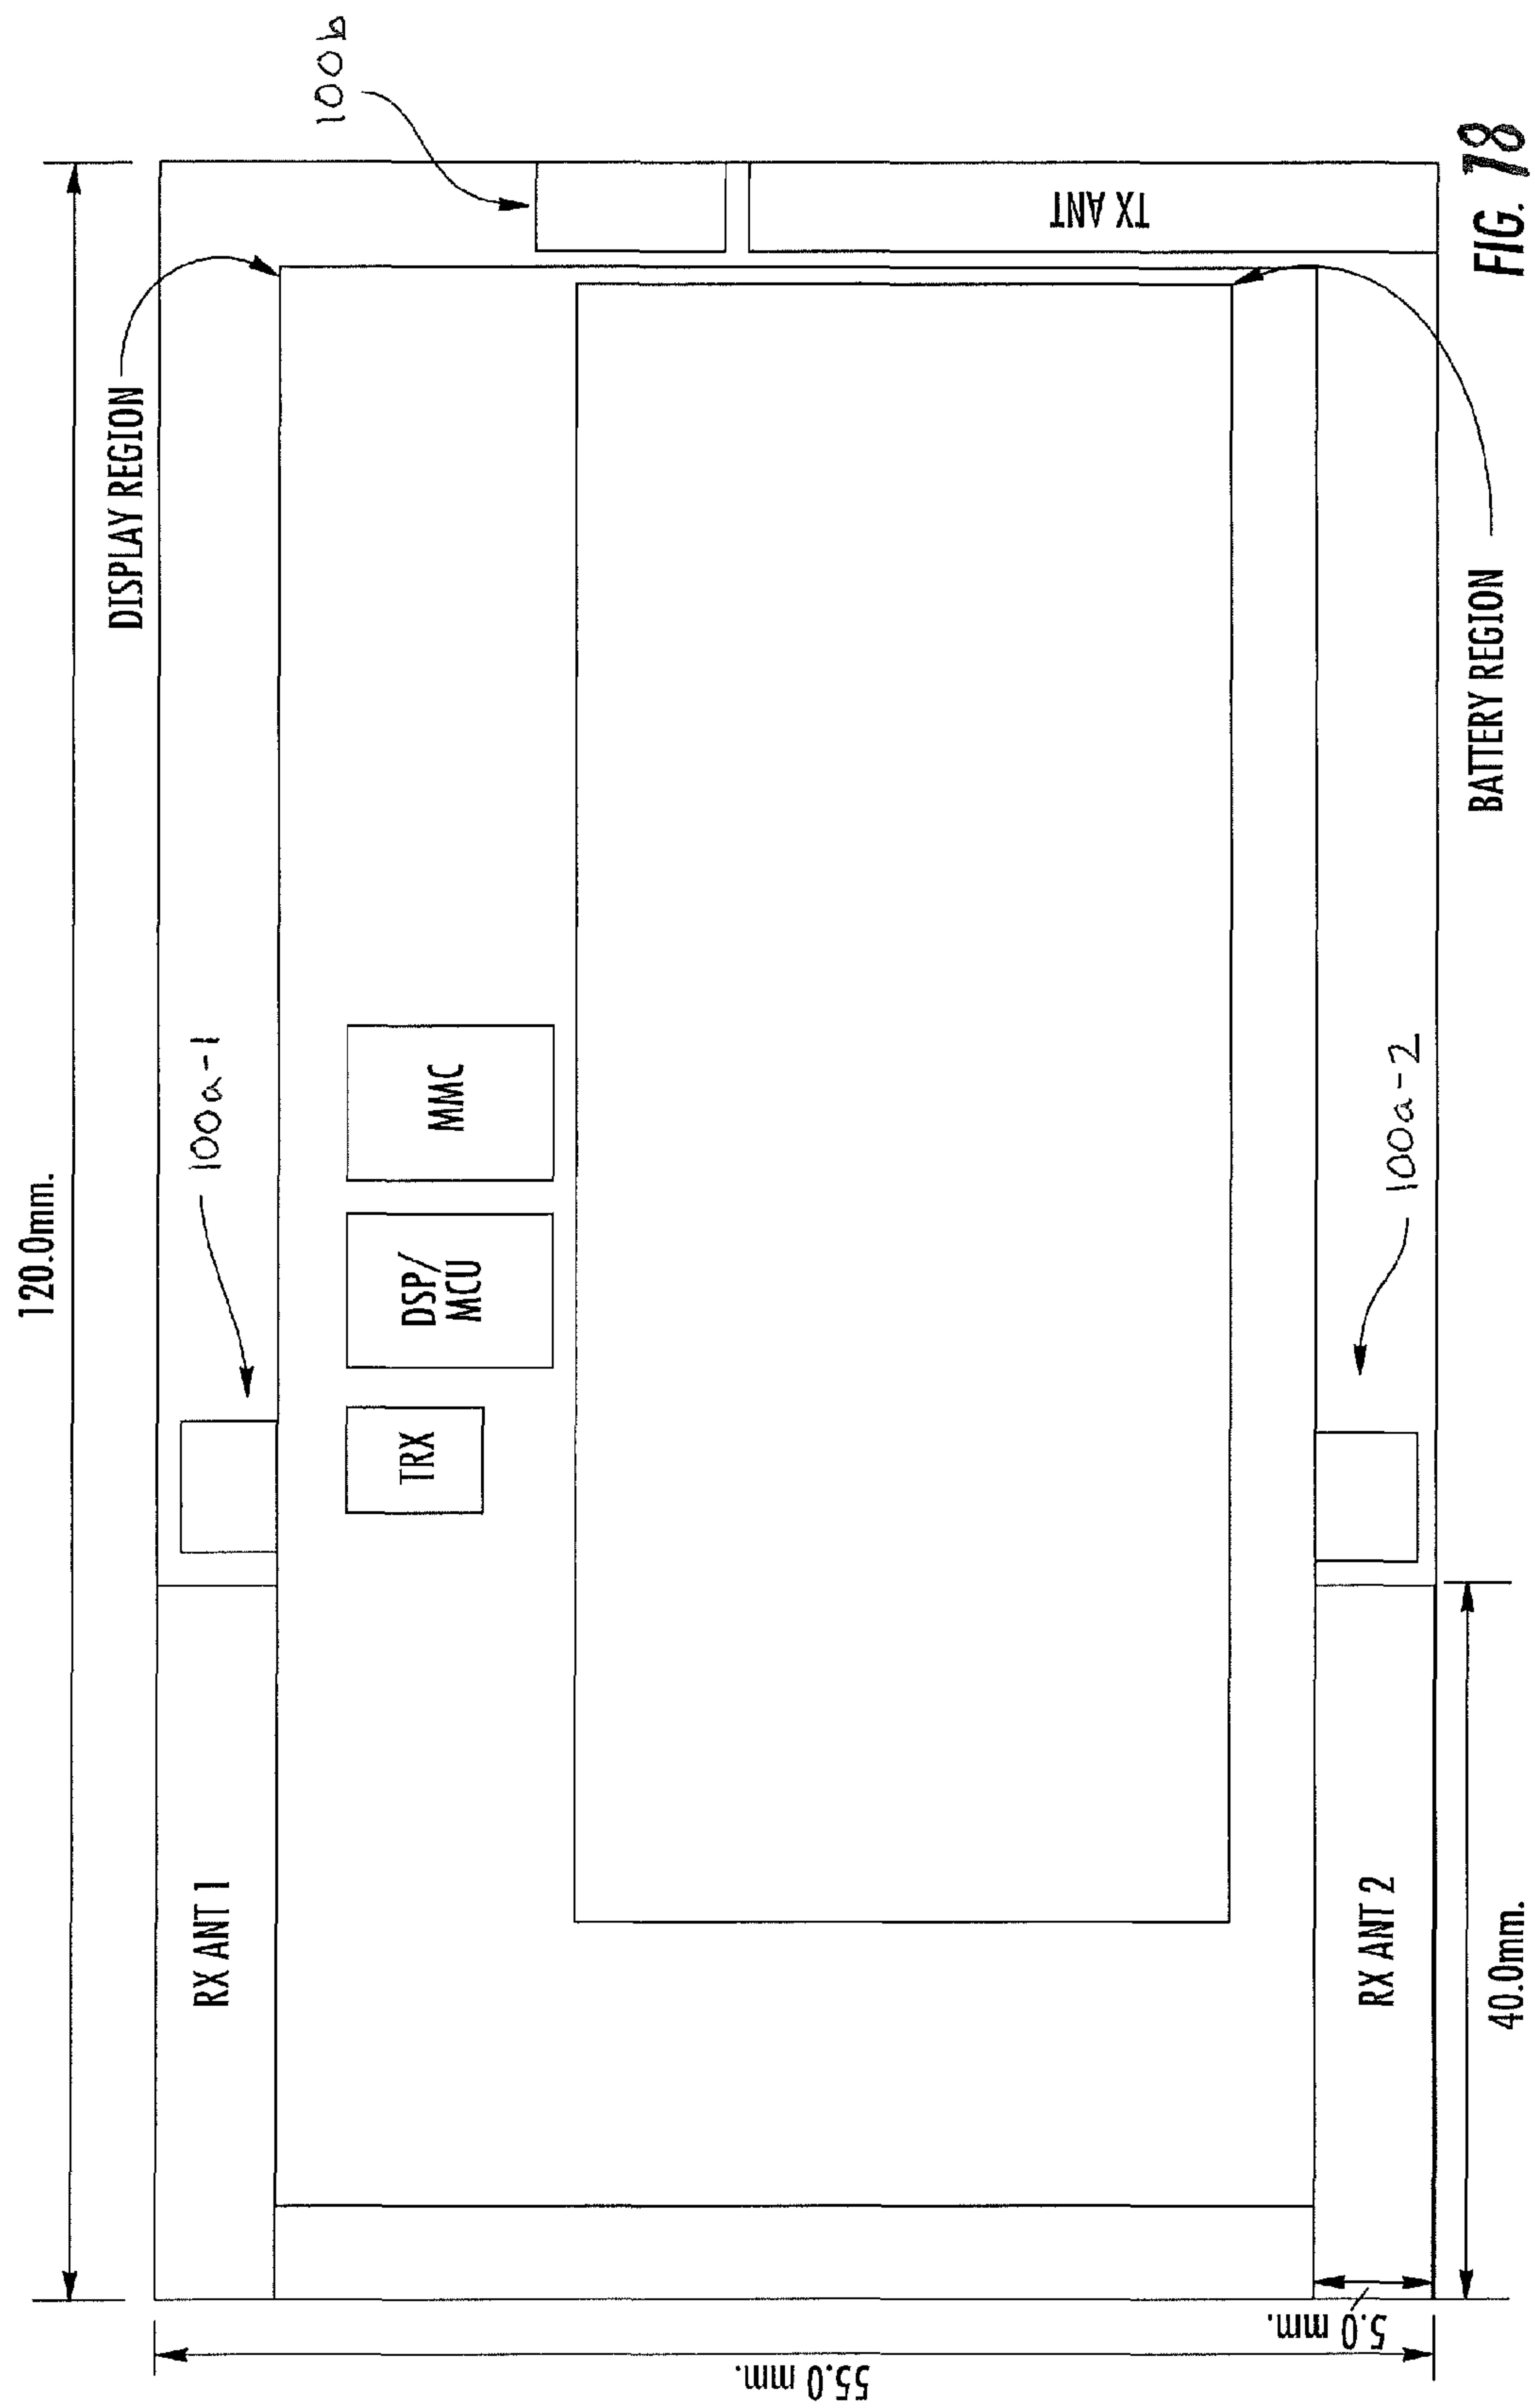 120.0mm.
DISPLAY REGION
100b
100a-1
RX ANT 1
TRX
DSP/
MCU
MMC
TX ANT
100a-2
RX ANT 2
BATTERY REGION
40.0mm.
5.0 mm.
55.0 mm.
FIG. 78